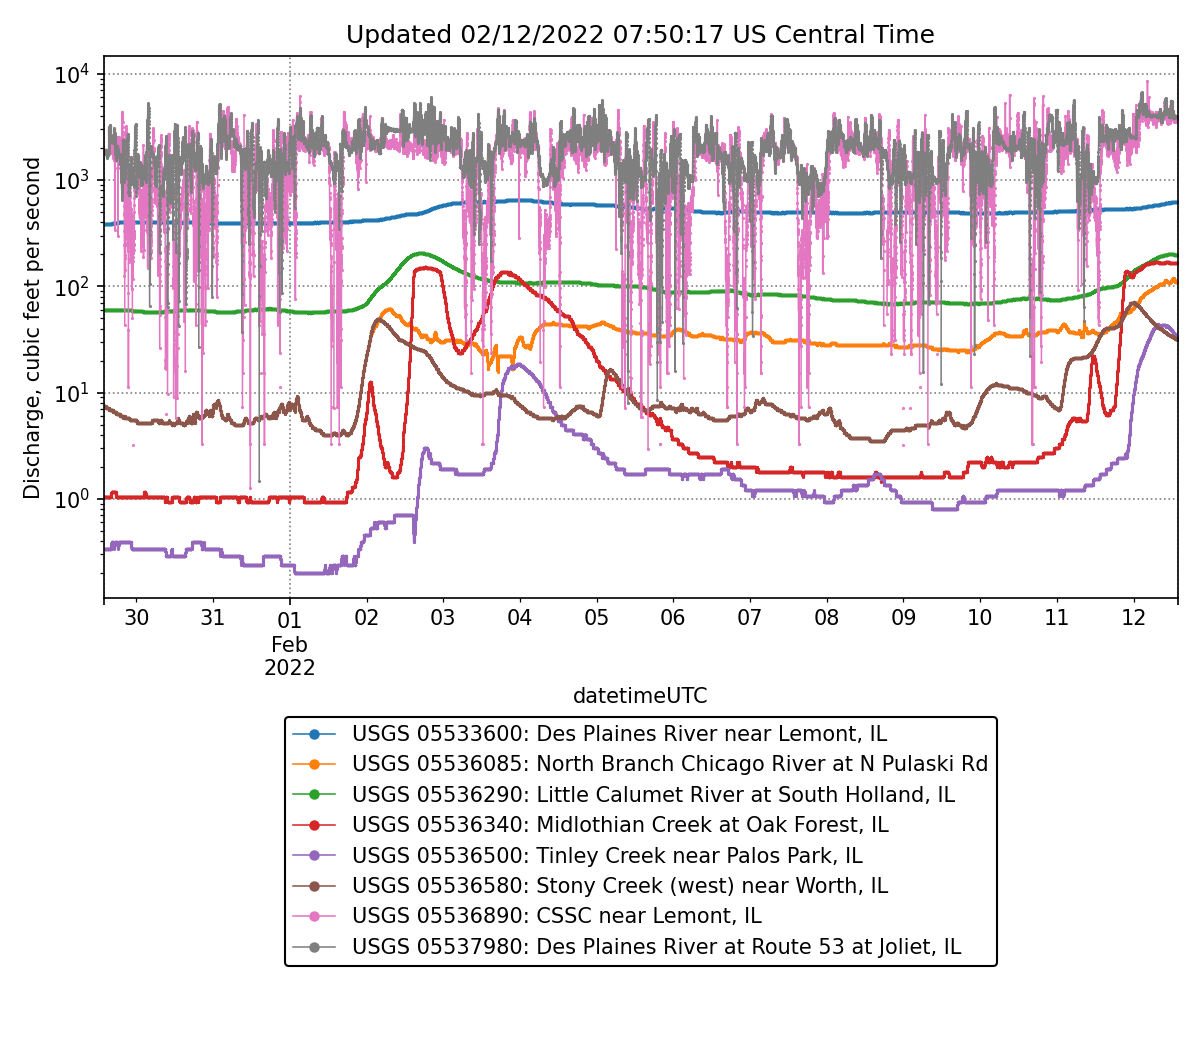 Updated 02/12/2022 07:50:17 US Central Time
Discharge, cubic feet per second
10^4
10^3
10^2
10^1
10^0
30 31 01 02 03 04 05 06 07 08 09 10 11 12
Feb
2022
datetimeUTC
USGS 05533600: Des Plaines River near Lemont, IL
USGS 05536085: North Branch Chicago River at N Pulaski Rd
USGS 05536290: Little Calumet River at South Holland, IL
USGS 05536340: Midlothian Creek at Oak Forest, IL
USGS 05536500: Tinley Creek near Palos Park, IL
USGS 05536580: Stony Creek (west) near Worth, IL
USGS 05536890: CSSC near Lemont, IL
USGS 05537980: Des Plaines River at Route 53 at Joliet, IL